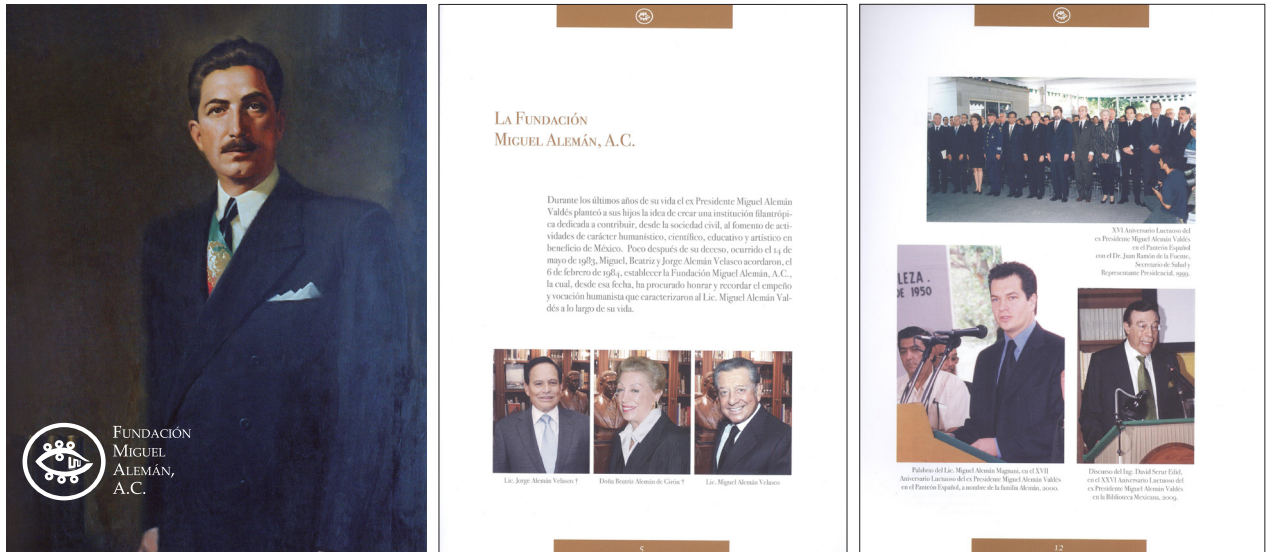 FUNDACIÓN
MIGUEL
ALEMÁN,
A.C.
LA FUNDACIÓN
MIGUEL ALEMÁN, A.C.
Durante los últimos años de su vida el ex Presidente Miguel Alemán
Valdés planteó a sus hijos la idea de crear una institución filantrópi-
ca dedicada a contribuir, desde la sociedad civil, al fomento de acti-
vidades de carácter humanístico, científico, educativo y artístico en
beneficio de México. Poco después de su deceso, ocurrido el 14 de
mayo de 1983, Miguel, Beatriz y Jorge Alemán Velasco acordaron, el
6 de febrero de 1984, establecer la Fundación Miguel Alemán, A.C.,
la cual, desde esa fecha, ha procurado honrar y recordar el empeño
y vocación humanista que caracterizaron al Lic. Miguel Alemán Val-
dés a lo largo de su vida.
Lic. Jorge Alemán Velasco †
Doña Beatriz Alemán de Girón †
Lic. Miguel Alemán Velasco
5
XVI Aniversario Luctuoso del
ex Presidente Miguel Alemán Valdés
en el Panteón Español
con el Dr. Juan Ramón de la Fuente,
Secretario de Salud y
Representante Presidencial. 1999.
LEZA.
DE 1950
Palabras del Lic. Miguel Alemán Magnani, en el XVII
Aniversario Luctuoso del ex Presidente Miguel Alemán Valdés
en el Panteón Español, a nombre de la familia Alemán, 2000.
Discurso del Ing. David Serur Edid,
en el XXVI Aniversario Luctuoso del
ex Presidente Miguel Alemán Valdés
en la Biblioteca Mexicana, 2009.
12